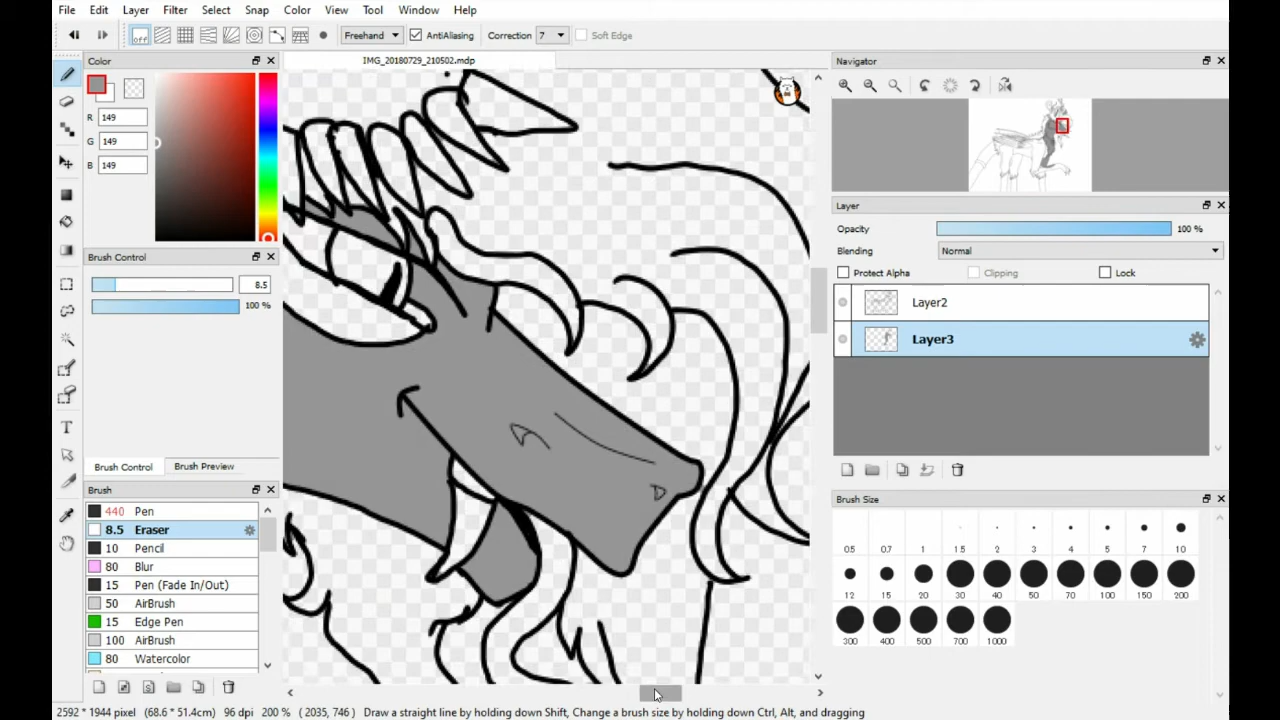 File Edit Layer Filter Select Snap Color View Tool Window Help
off Freehand AntiAliasing Correction 7 Soft Edge
Color
R 149
G 149
B 149
Brush Control
8.5
100 %
Brush Control Brush Preview
Brush
440 Pen
8.5 Eraser
10 Pencil
80 Blur
15 Pen (Fade In/Out)
50 AirBrush
15 Edge Pen
100 AirBrush
80 Watercolor
IMG_20180729_210502.mdp
Navigator
Layer
Opacity 100 %
Blending Normal
Protect Alpha Clipping Lock
Layer2
Layer3
Brush Size
0.5 0.7 1 1.5 2 3 4 5 7 10
12 15 20 30 40 50 70 100 150 200
300 400 500 700 1000
2592 * 1944 pixel (68.6 * 51.4cm) 96 dpi 200 % ( 2035, 746 ) Draw a straight line by holding down Shift, Change a brush size by holding down Ctrl, Alt, and dragging